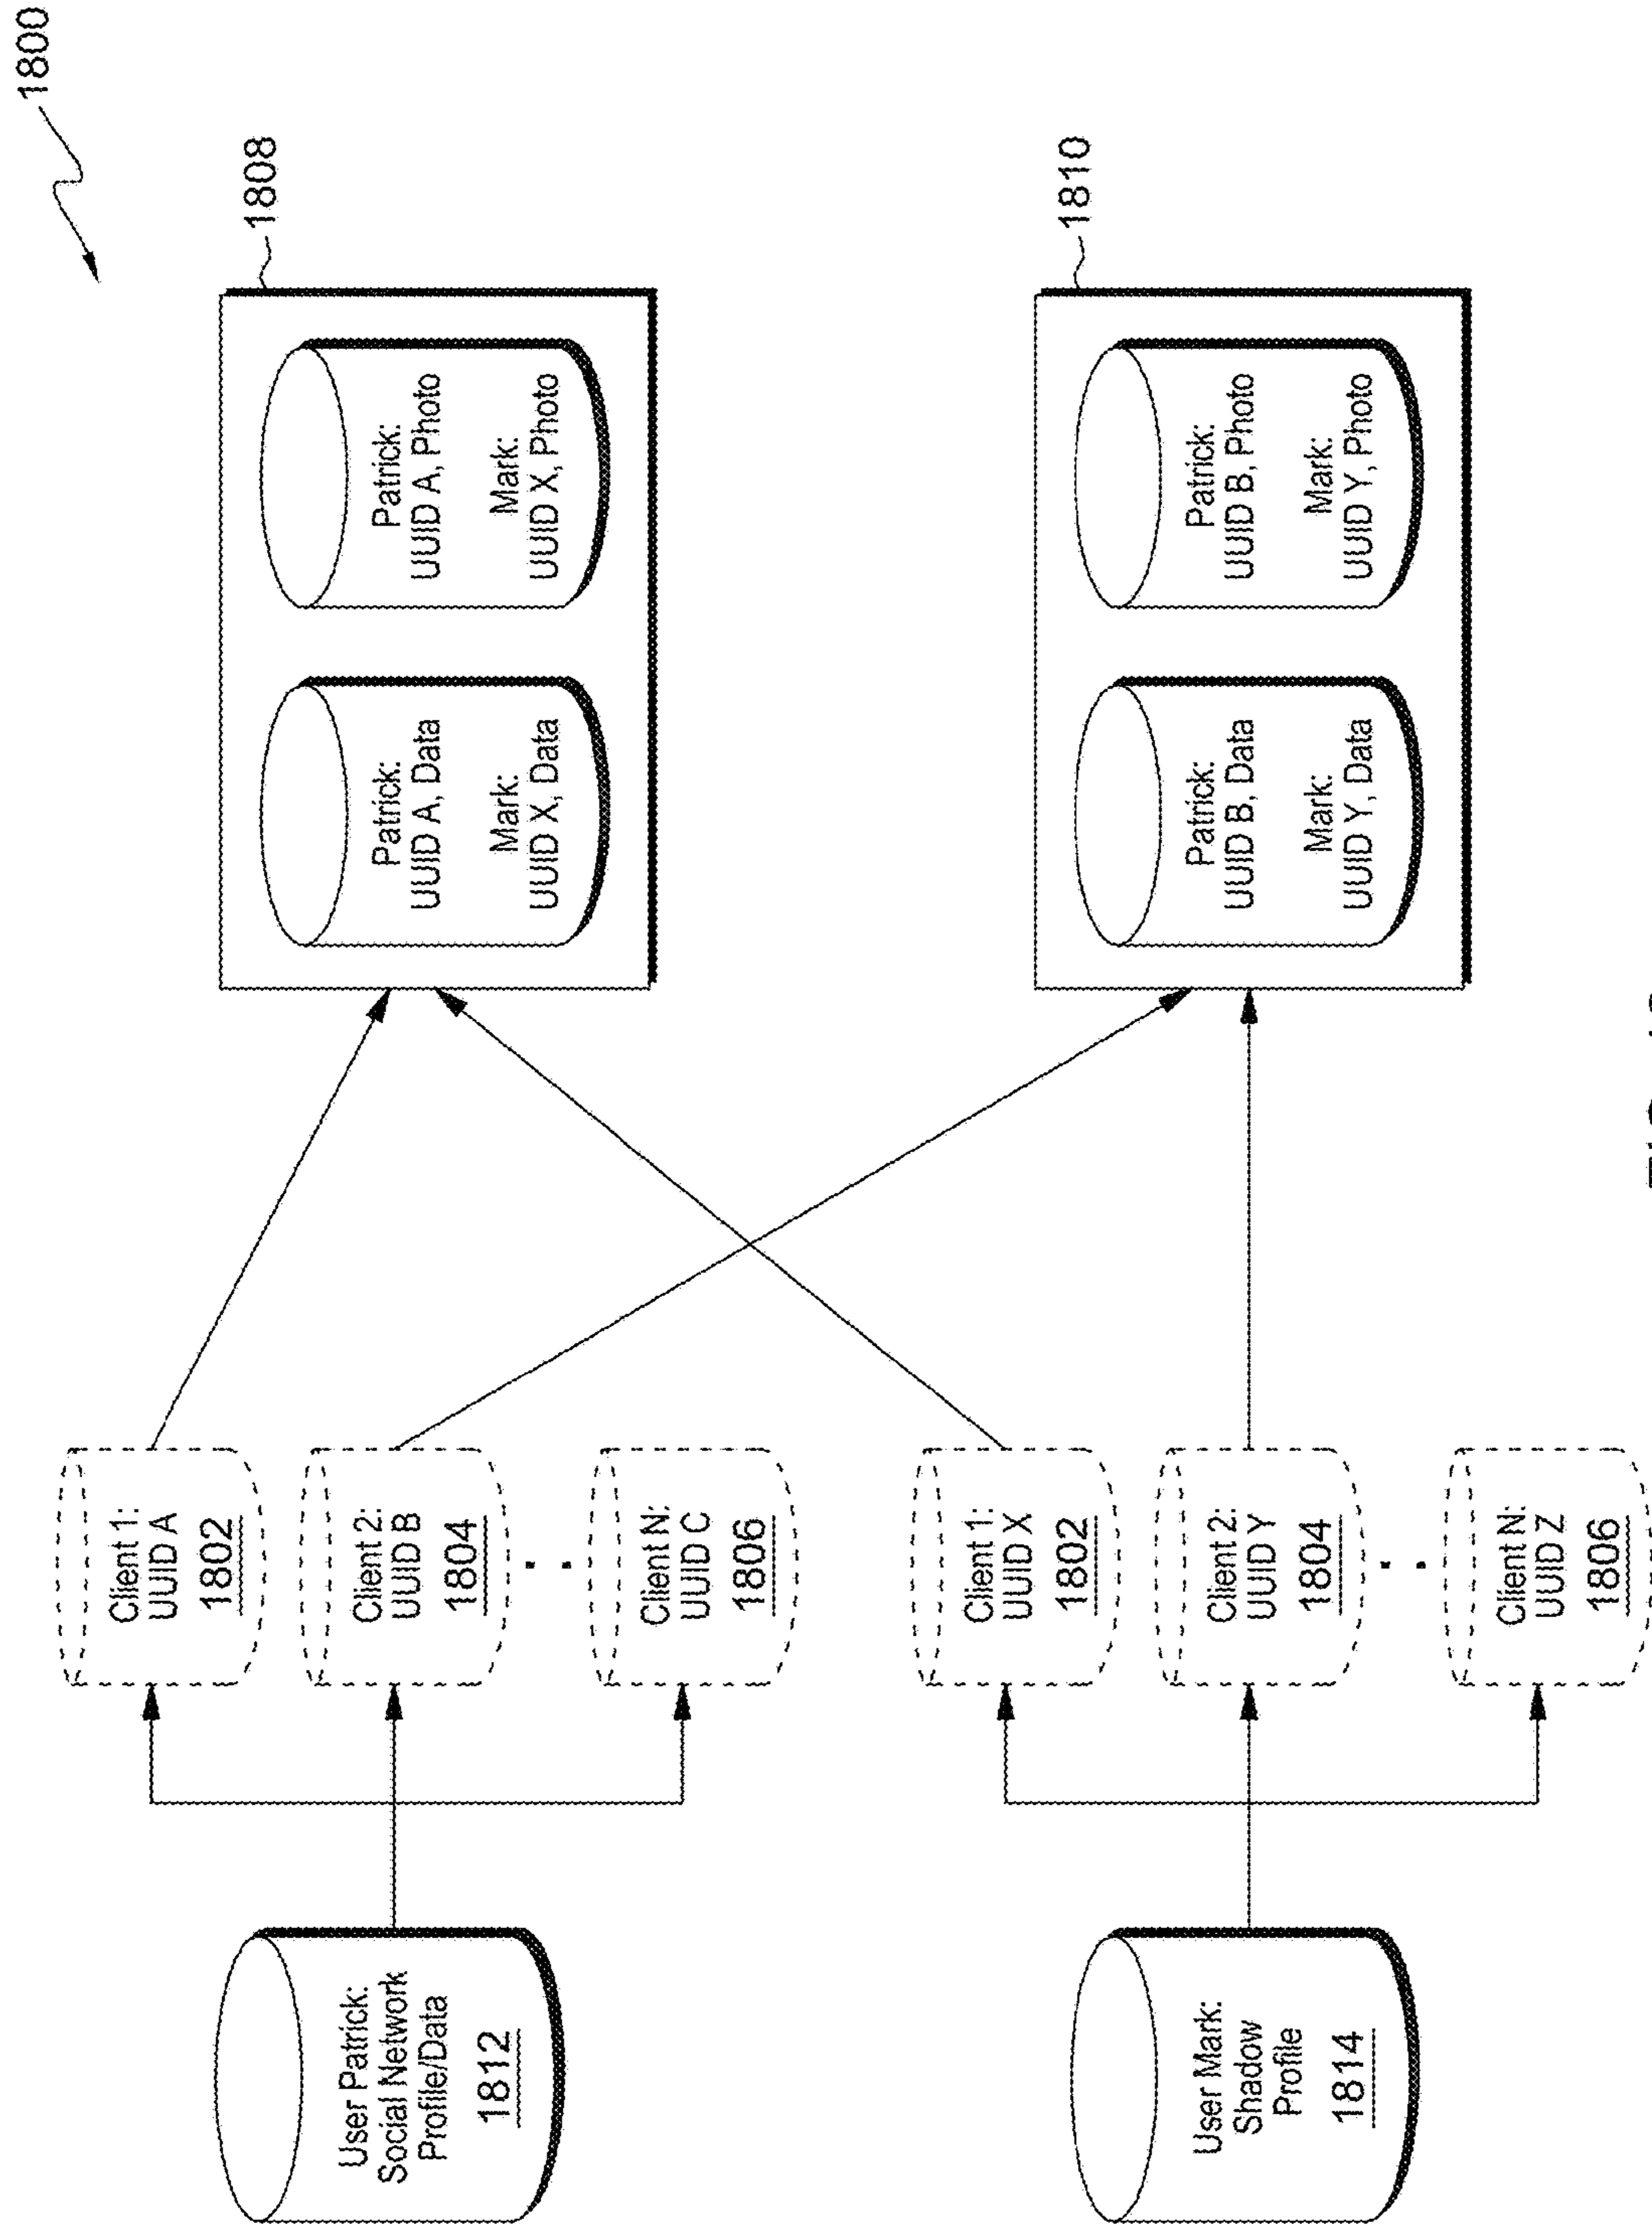 1800
User Patrick:
Social Network
Profile/Data
1812
Client 1:
UUID A
1802
Client 2:
UUID B
1804
Client N:
UUID C
1806
Patrick:
UUID A, Data
Mark:
UUID X, Data
Patrick:
UUID A, Photo
Mark:
UUID X, Photo
1808
User Mark:
Shadow
Profile
1814
Client 1:
UUID X
1802
Client 2:
UUID Y
1804
Client N:
UUID Z
1806
Patrick:
UUID B, Data
Mark:
UUID Y, Data
Patrick:
UUID B, Photo
Mark:
UUID Y, Photo
1810